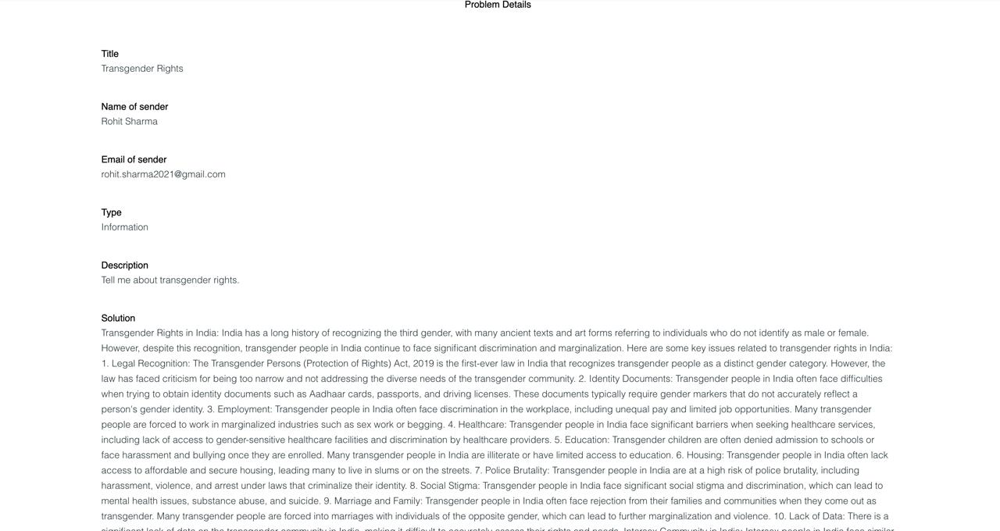 Problem Details
Title
Transgender Rights
Name of sender
Rohit Sharma
Email of sender
rohit.sharma2021@gmail.com
Type
Information
Description
Tell me about transgender rights.
Solution
Transgender Rights in India: India has a long history of recognizing the third gender, with many ancient texts and art forms referring to individuals who do not identify as male or female.
However, despite this recognition, transgender people in India continue to face significant discrimination and marginalization. Here are some key issues related to transgender rights in India:
1. Legal Recognition: The Transgender Persons (Protection of Rights) Act, 2019 is the first-ever law in India that recognizes transgender people as a distinct gender category. However, the
law has faced criticism for being too narrow and not addressing the diverse needs of the transgender community. 2. Identity Documents: Transgender people in India often face difficulties
when trying to obtain identity documents such as Aadhaar cards, passports, and driving licenses. These documents typically require gender markers that do not accurately reflect a
person's gender identity. 3. Employment: Transgender people in India often face discrimination in the workplace, including unequal pay and limited job opportunities. Many transgender
people are forced to work in marginalized industries such as sex work or begging. 4. Healthcare: Transgender people in India face significant barriers when seeking healthcare services,
including lack of access to gender-sensitive healthcare facilities and discrimination by healthcare providers. 5. Education: Transgender children are often denied admission to schools or
face harassment and bullying once they are enrolled. Many transgender people in India are illiterate or have limited access to education. 6. Housing: Transgender people in India often lack
access to affordable and secure housing, leading many to live in slums or on the streets. 7. Police Brutality: Transgender people in India are at a high risk of police brutality, including
harassment, violence, and arrest under laws that criminalize their identity. 8. Social Stigma: Transgender people in India face significant social stigma and discrimination, which can lead to
mental health issues, substance abuse, and suicide. 9. Marriage and Family: Transgender people in India often face rejection from their families and communities when they come out as
transgender. Many transgender people are forced into marriages with individuals of the opposite gender, which can lead to further marginalization and violence. 10. Lack of Data: There is a
significant lack of data on the transgender community in India, making it difficult to accurately assess their rights and needs. Intersex Community in India: Intersex people in India face similar